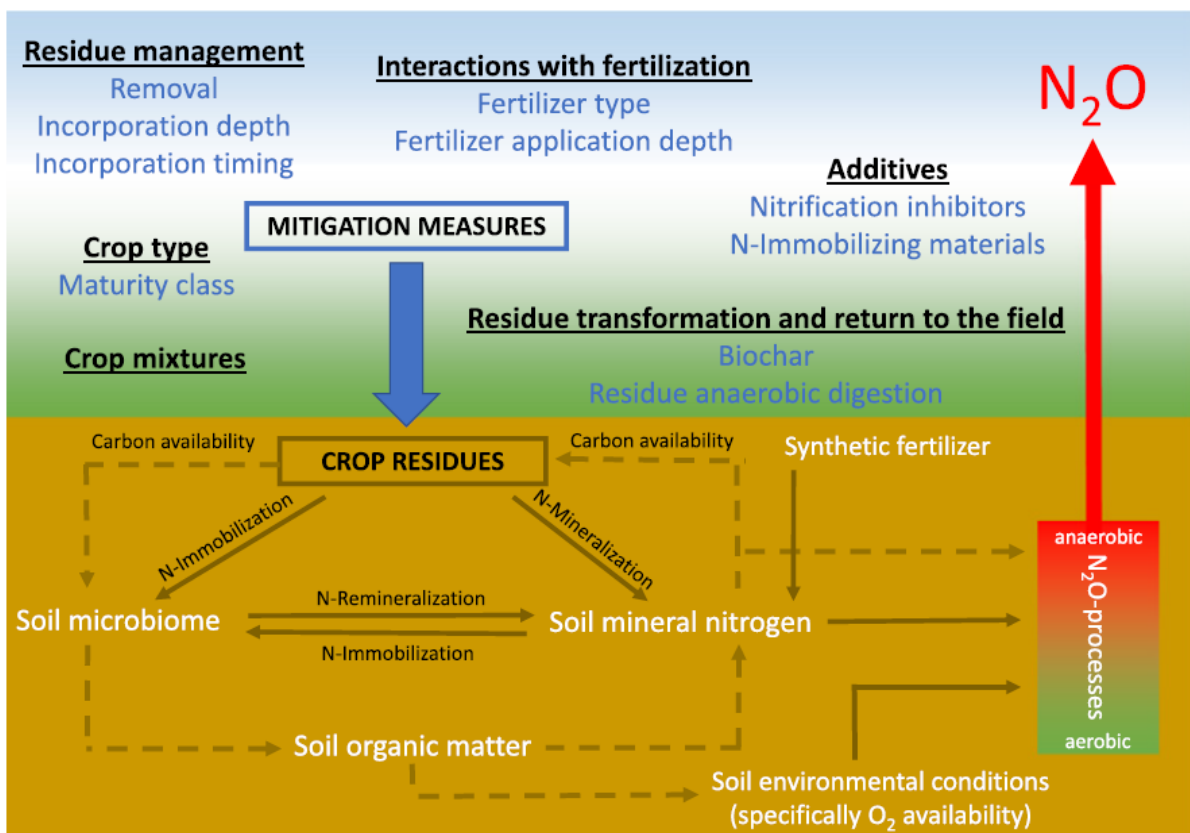 Residue management
Removal
Incorporation depth
Incorporation timing
Interactions with fertilization
Fertilizer type
Fertilizer application depth
N₂O
Additives
Nitrification inhibitors
N-Immobilizing materials
MITIGATION MEASURES
Crop type
Maturity class
Crop mixtures
Residue transformation and return to the field
Biochar
Residue anaerobic digestion
Carbon availability
CROP RESIDUES
Carbon availability
Synthetic fertilizer
N-Immobilization
N-Mineralization
anaerobic
N₂O-processes
aerobic
Soil microbiome
N-Remineralization
N-Immobilization
Soil mineral nitrogen
Soil organic matter
Soil environmental conditions
(specifically O₂ availability)